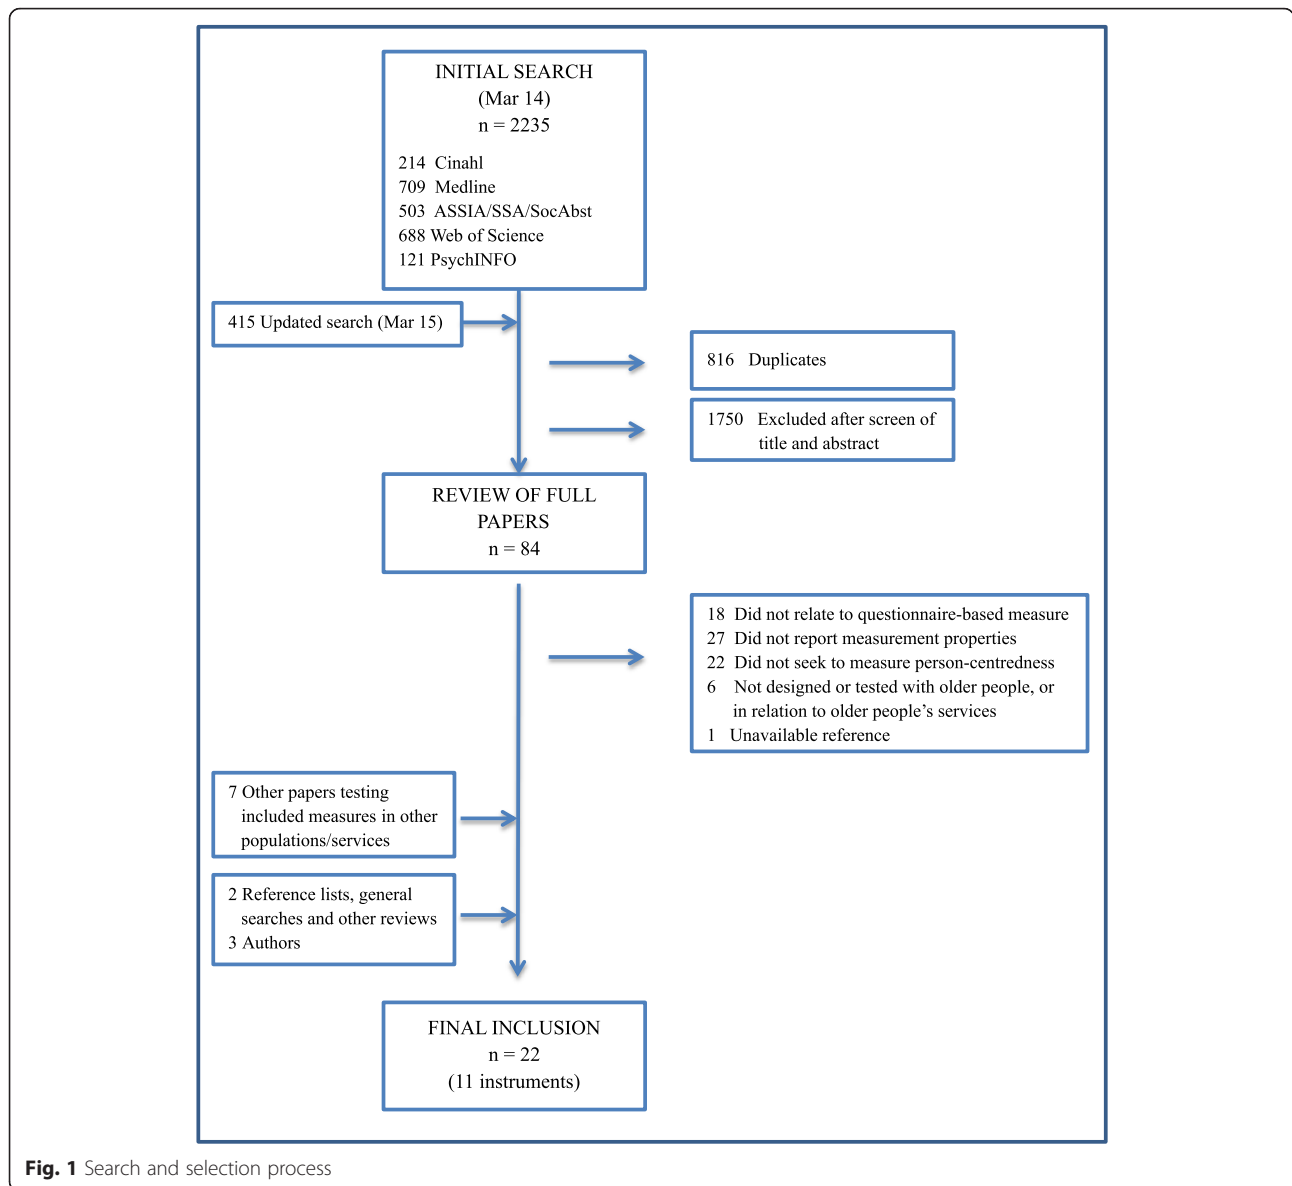 INITIAL SEARCH
(Mar 14)
n = 2235
214 Cinahl
709 Medline
503 ASSIA/SSA/SocAbst
688 Web of Science
121 PsychINFO
415 Updated search (Mar 15)
816 Duplicates
1750 Excluded after screen of
title and abstract
REVIEW OF FULL
PAPERS
n = 84
18 Did not relate to questionnaire-based measure
27 Did not report measurement properties
22 Did not seek to measure person-centredness
6 Not designed or tested with older people, or
in relation to older people's services
1 Unavailable reference
7 Other papers testing
included measures in other
populations/services
2 Reference lists, general
searches and other reviews
3 Authors
FINAL INCLUSION
n = 22
(11 instruments)
Fig. 1 Search and selection process